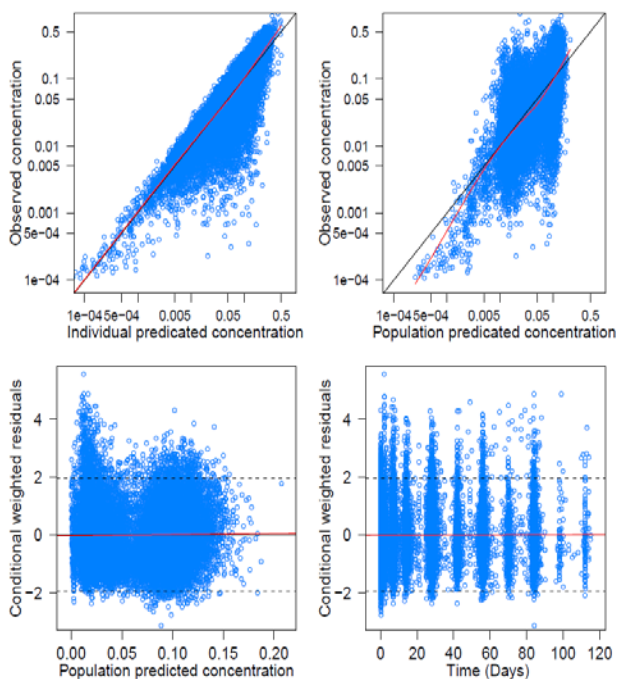 0.5
0.1
0.05
0.01
0.005
0.001
5e−04
1e−04
Observed concentration
1e−04 5e−04 0.005 0.05 0.5
Individual predicated concentration
0.5
0.1
0.05
0.01
0.005
0.001
5e−04
1e−04
Observed concentration
1e−04 5e−04 0.005 0.05 0.5
Population predicated concentration
4
2
0
−2
Conditional weighted residuals
0.00 0.05 0.10 0.15 0.20
Population predicted concentration
4
2
0
−2
Conditional weighted residuals
0 20 40 60 80 100 120
Time (Days)